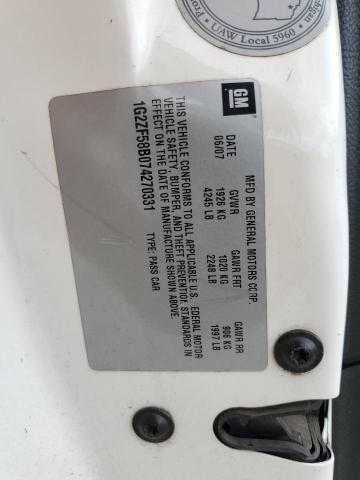 Michigan
Pro
UAW Local 5960
GM
MFD BY GENERAL MOTORS CORP.
DATE GVWR GAWR FRT GAWR RR
06/07 1926 KG 1020 KG 906 KG
4245 LB 2248 LB 1997 LB
THIS VEHICLE CONFORMS TO ALL APPLICABLE U.S. FEDERAL MOTOR
VEHICLE SAFETY, BUMPER, AND THEFT PREVENTION STANDARDS IN
EFFECT ON THE DATE OF MANUFACTURE SHOWN ABOVE.
1G2ZF58B074270331 TYPE: PASS CAR